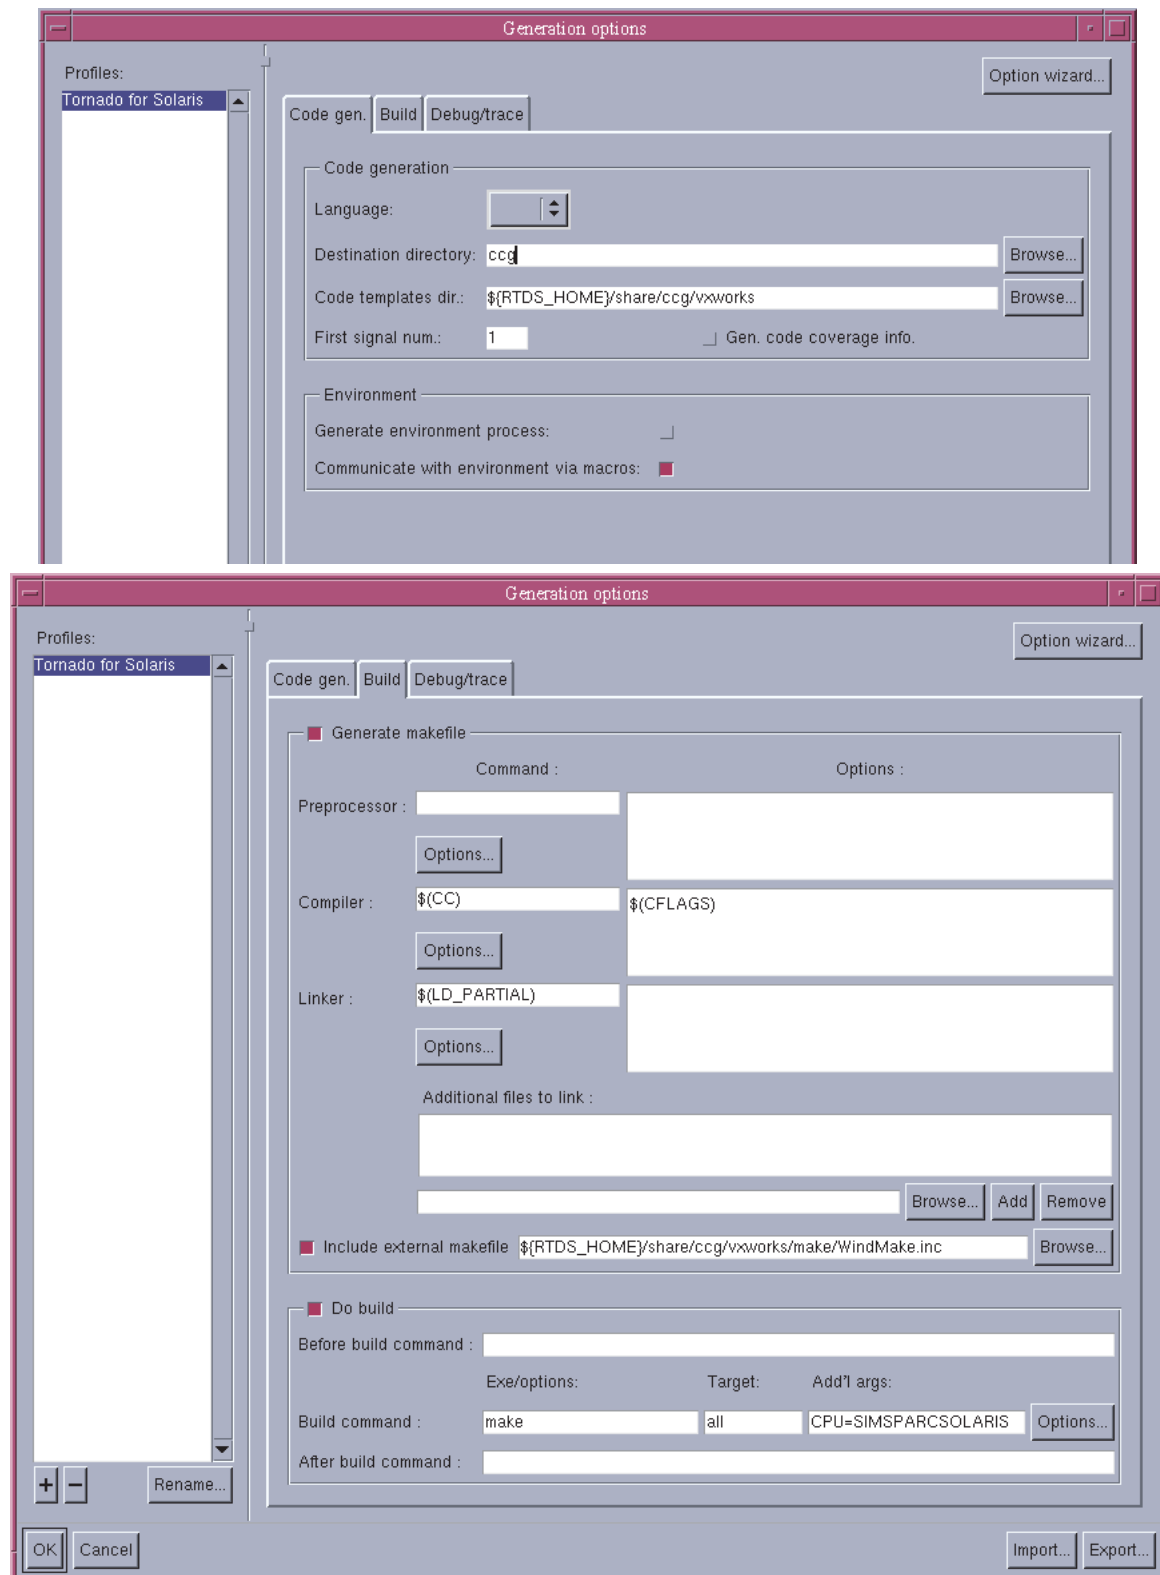 Generation options
Profiles:
Option wizard...
Tornado for Solaris
Code gen. Build Debug/trace
Code generation
Language:
Destination directory: ccg Browse...
Code templates dir.: ${RTDS_HOME}/share/ccg/vxworks Browse...
First signal num.: 1 Gen. code coverage info.
Environment
Generate environment process:
Communicate with environment via macros:
Generation options
Profiles:
Option wizard...
Tornado for Solaris
Code gen. Build Debug/trace
Generate makefile
Command : Options :
Preprocessor :
Options...
Compiler : $(CC) $(CFLAGS)
Options...
Linker : $(LD_PARTIAL)
Options...
Additional files to link :
Browse... Add Remove
Include external makefile ${RTDS_HOME}/share/ccg/vxworks/make/WindMake.inc Browse...
Do build
Before build command :
Exe/options: Target: Add'l args:
Build command : make all CPU=SIMSPARCSOLARIS Options...
After build command :
+ − Rename...
OK Cancel Import... Export...